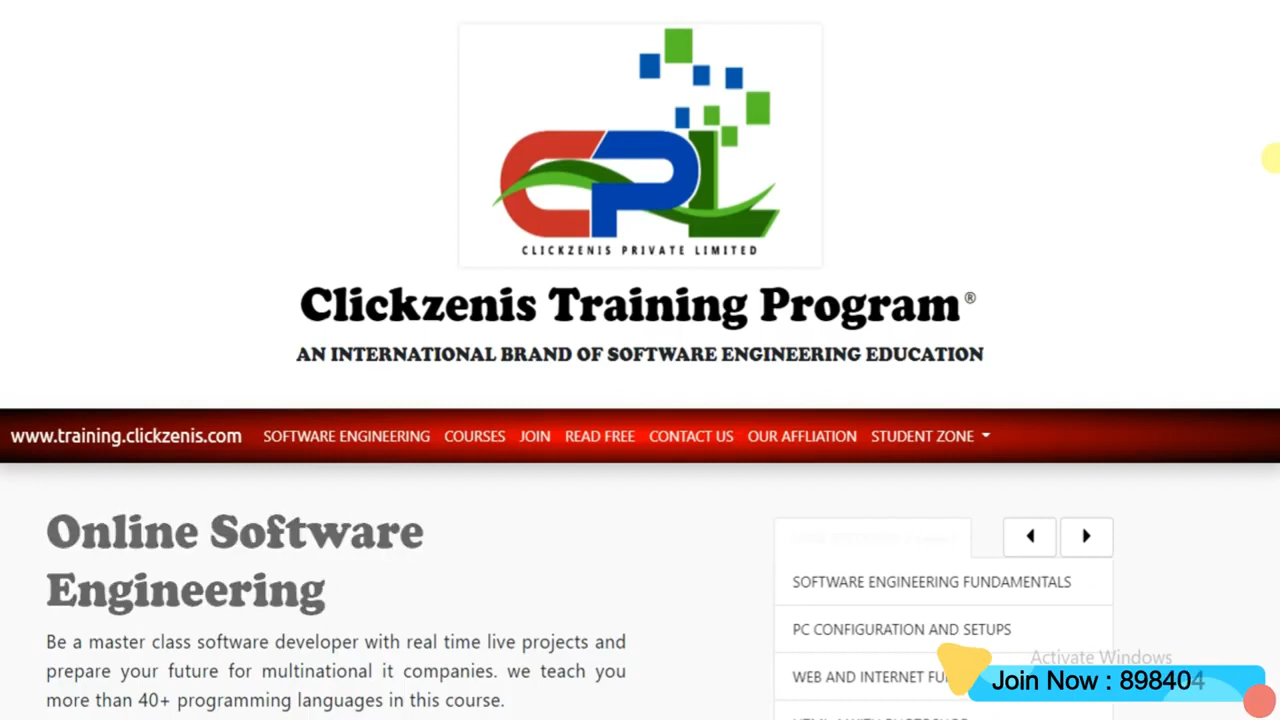 CPL
CLICKZENIS PRIVATE LIMITED
Clickzenis Training Program®
AN INTERNATIONAL BRAND OF SOFTWARE ENGINEERING EDUCATION
www.training.clickzenis.com SOFTWARE ENGINEERING COURSES JOIN READ FREE CONTACT US OUR AFFLIATION STUDENT ZONE
Online Software
Engineering
Be a master class software developer with real time live projects and
prepare your future for multinational it companies. we teach you
more than 40+ programming languages in this course.
SOFTWARE ENGINEERING FUNDAMENTALS
PC CONFIGURATION AND SETUPS
WEB AND INTERNET
Activate Windows
Join Now : 898404